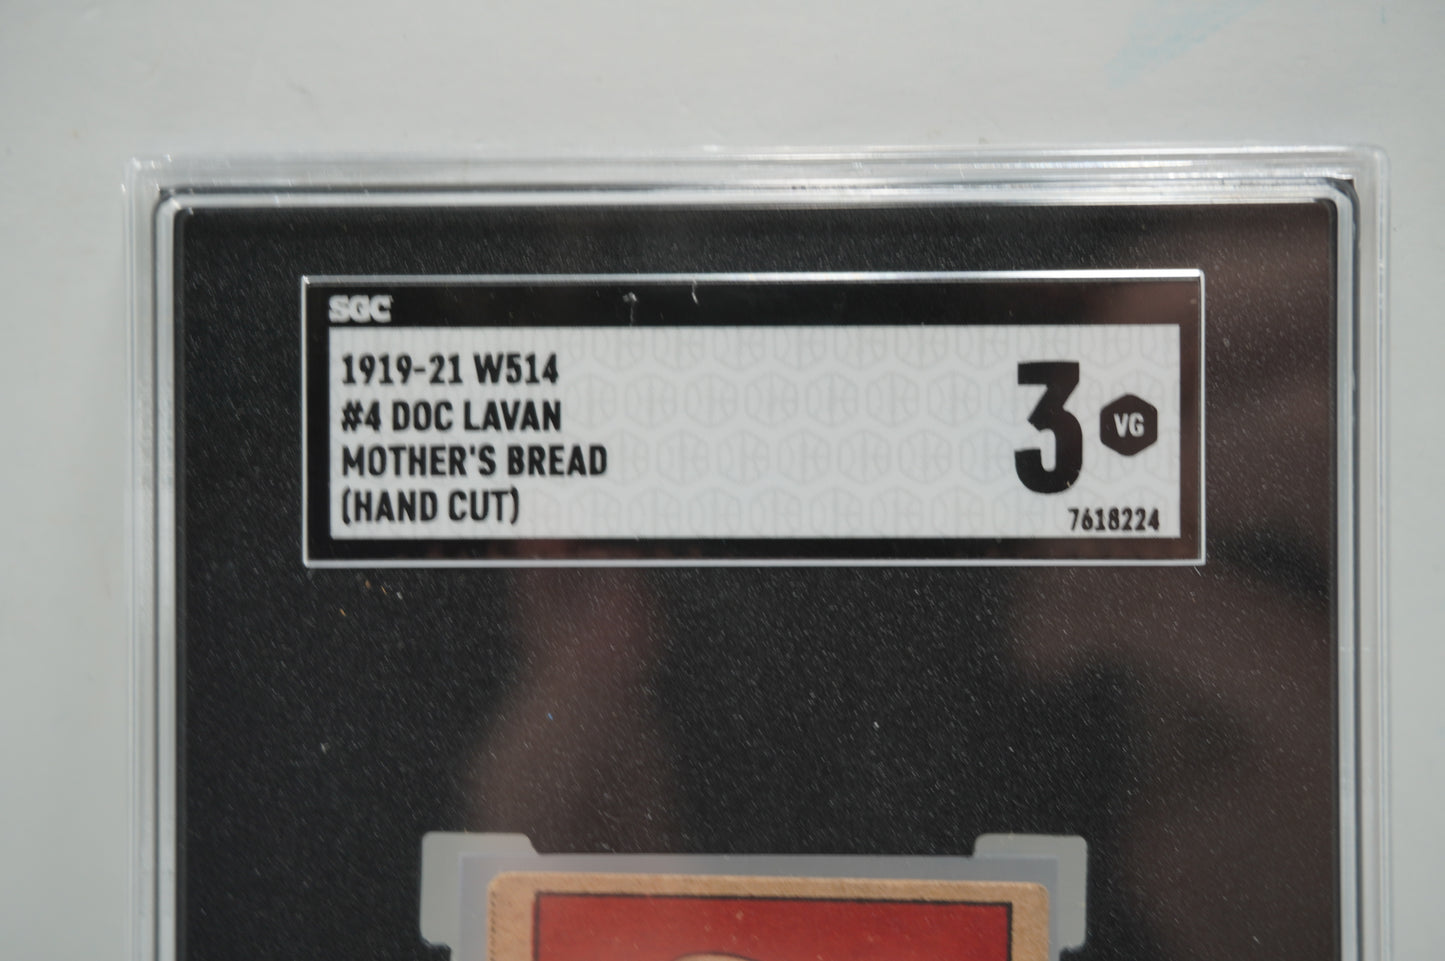 SGC
1919-21 W514
#4 DOC LAVAN
MOTHER'S BREAD
(HAND CUT)
3 VG
7618224